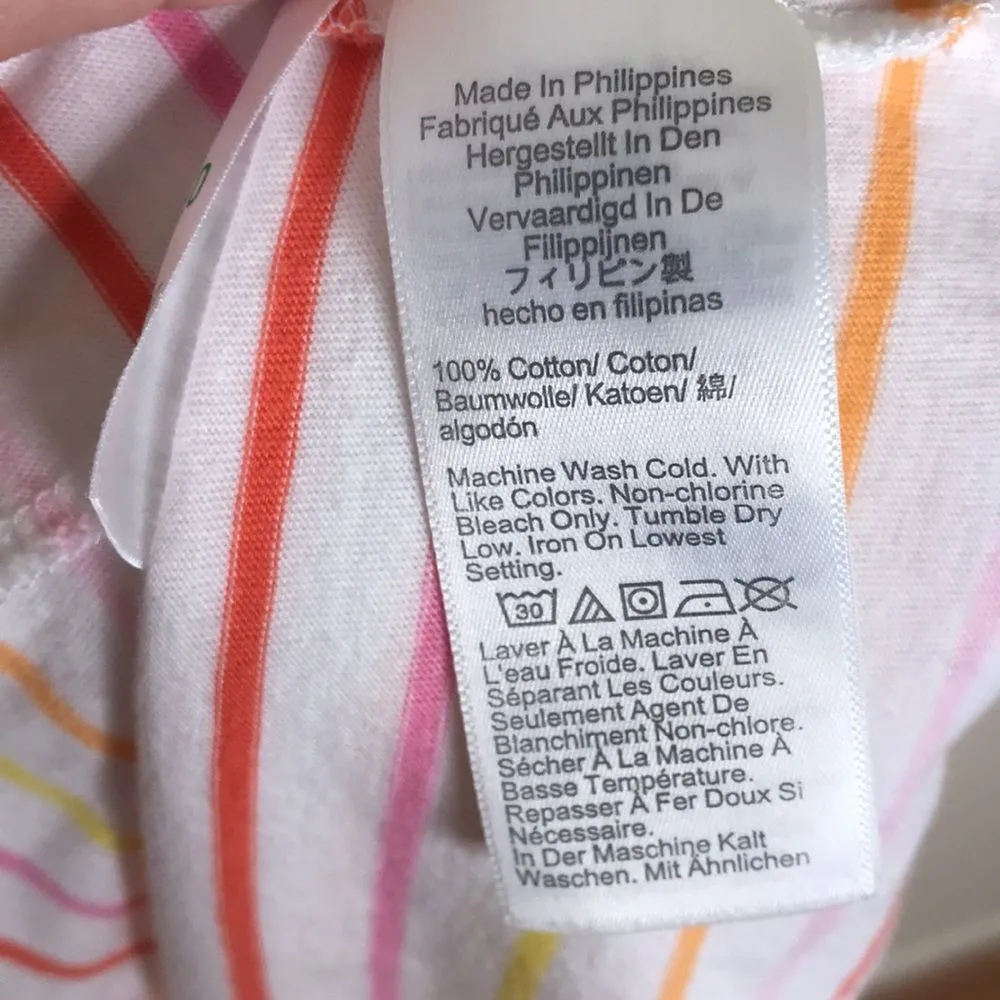 Made In Philippines
Fabriqué Aux Philippines
Hergestellt In Den
Philippinen
Vervaardigd In De
Filippijnen
フィリピン製
hecho en filipinas
100% Cotton/ Coton/
Baumwolle/ Katoen/ 綿/
algodón
Machine Wash Cold. With
Like Colors. Non-chlorine
Bleach Only. Tumble Dry
Low. Iron On Lowest
Setting.
30
Laver À La Machine À
L'eau Froide. Laver En
Séparant Les Couleurs.
Seulement Agent De
Blanchiment Non-chlore.
Sécher À La Machine À
Basse Température.
Repasser À Fer Doux Si
Nécessaire.
In Der Maschine Kalt
Waschen. Mit Ähnlichen